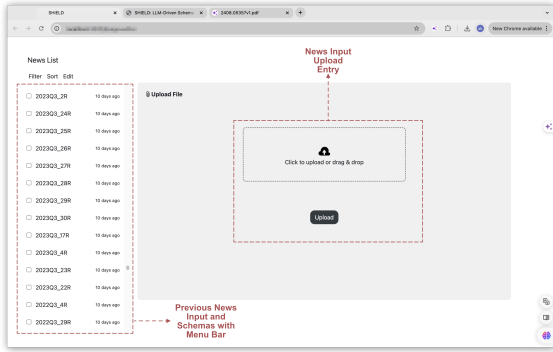 SHIELD
SHIELD: LLM-Driven Schema
2408.05357v1.pdf
New Chrome available
News Input
Upload
Entry
News List
Filter Sort Edit
2023Q3_2R 10 days ago
2023Q3_24R 10 days ago
2023Q3_25R 10 days ago
2023Q3_26R 10 days ago
2023Q3_27R 10 days ago
2023Q3_28R 10 days ago
2023Q3_29R 10 days ago
2023Q3_30R 10 days ago
2023Q3_17R 10 days ago
2023Q3_4R 10 days ago
2023Q3_23R 10 days ago
2023Q3_22R 10 days ago
2022Q3_4R 10 days ago
2022Q3_29R 10 days ago
Upload File
Click to upload or drag & drop
Upload
Previous News
Input and
Schemas with
Menu Bar